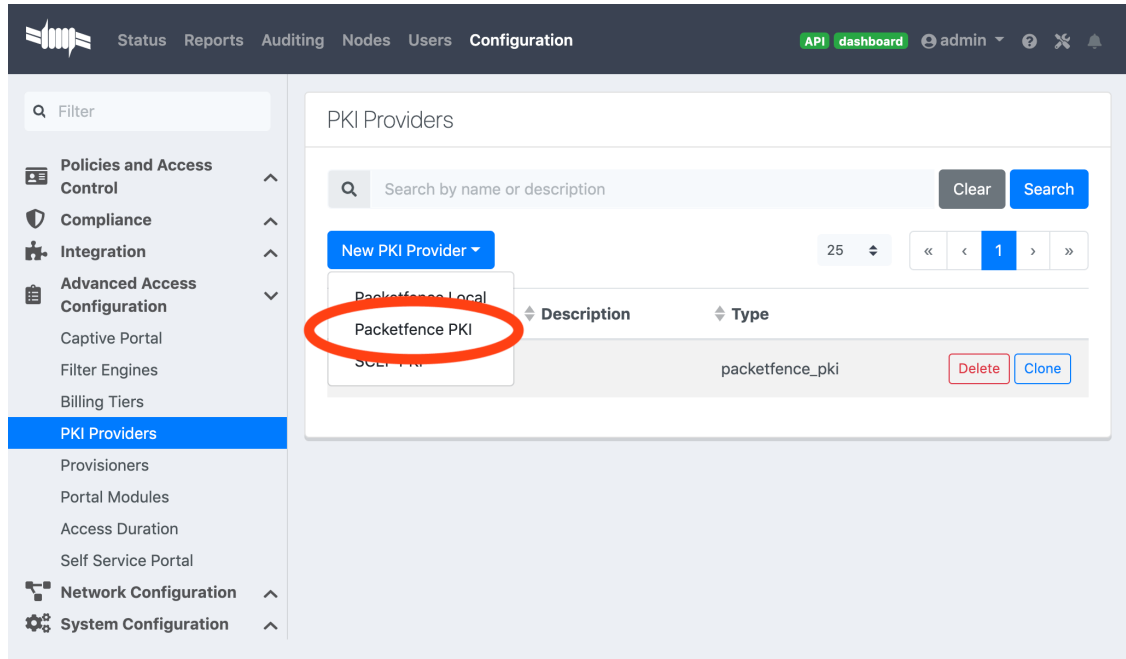 Status Reports Auditing Nodes Users Configuration API dashboard admin
Filter
Policies and Access
Control
Compliance
Integration
Advanced Access
Configuration
Captive Portal
Filter Engines
Billing Tiers
PKI Providers
Provisioners
Portal Modules
Access Duration
Self Service Portal
Network Configuration
System Configuration
PKI Providers
Search by name or description Clear Search
New PKI Provider 25 « ‹ 1 › »
Packetfence Local
Packetfence PKI
SCEP PKI
Description Type
packetfence_pki Delete Clone